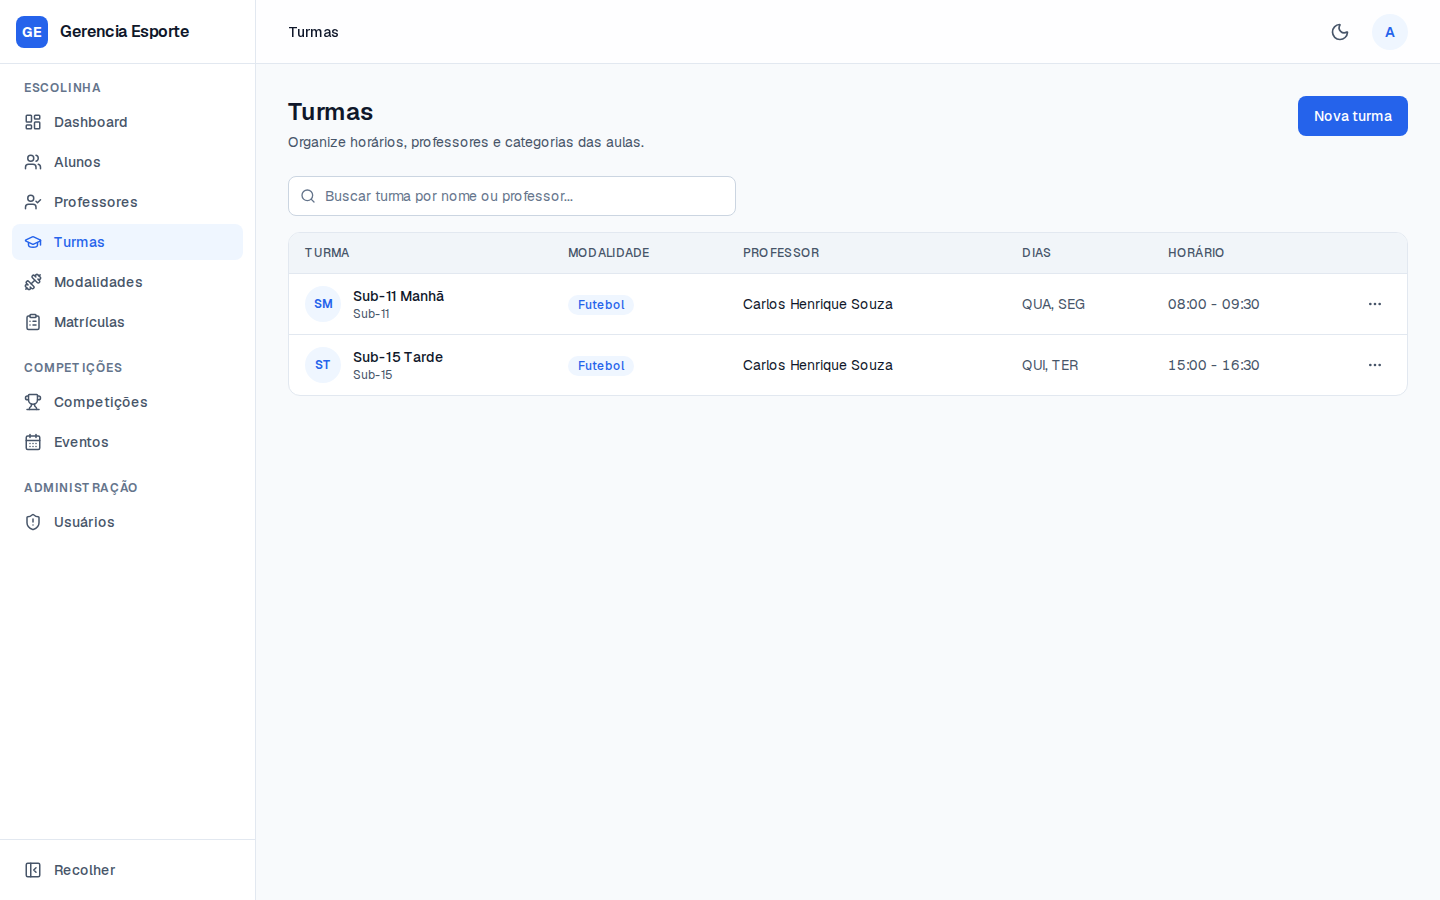 GE Gerencia Esporte
Turmas
A
ESCOLINHA
Dashboard
Alunos
Professores
Turmas
Modalidades
Matrículas
COMPETIÇÕES
Competições
Eventos
ADMINISTRAÇÃO
Usuários
Recolher
Turmas
Organize horários, professores e categorias das aulas.
Nova turma
Buscar turma por nome ou professor...
TURMA MODALIDADE PROFESSOR DIAS HORÁRIO
SM Sub-11 Manhã Futebol Carlos Henrique Souza QUA, SEG 08:00 - 09:30
Sub-11
ST Sub-15 Tarde Futebol Carlos Henrique Souza QUI, TER 15:00 - 16:30
Sub-15